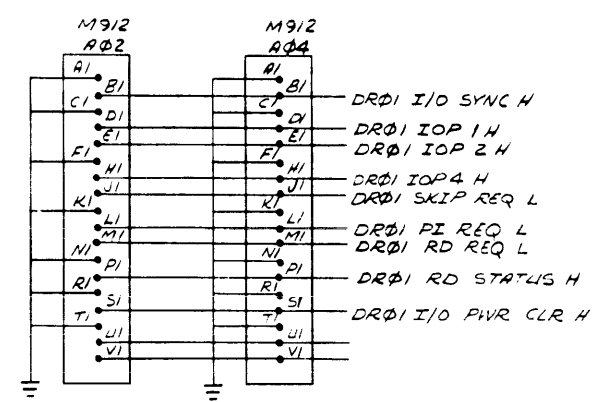 M912 M912
AØ2 AØ4
A1 A1
B1 B1 DRØ1 I/O SYNC H
C1 C1
D1 D1 DRØ1 IOP 1 H
E1 E1 DRØ1 IOP 2 H
F1 F1
H1 H1 DRØ1 IOP 4 H
J1 J1 DRØ1 SKIP REQ L
K1 K1
L1 L1 DRØ1 PI REQ L
M1 M1 DRØ1 RD REQ L
N1 N1
P1 P1 DRØ1 RD STATUS H
R1 R1
S1 S1 DRØ1 I/O PWR CLR H
T1 T1
U1 U1
V1 V1